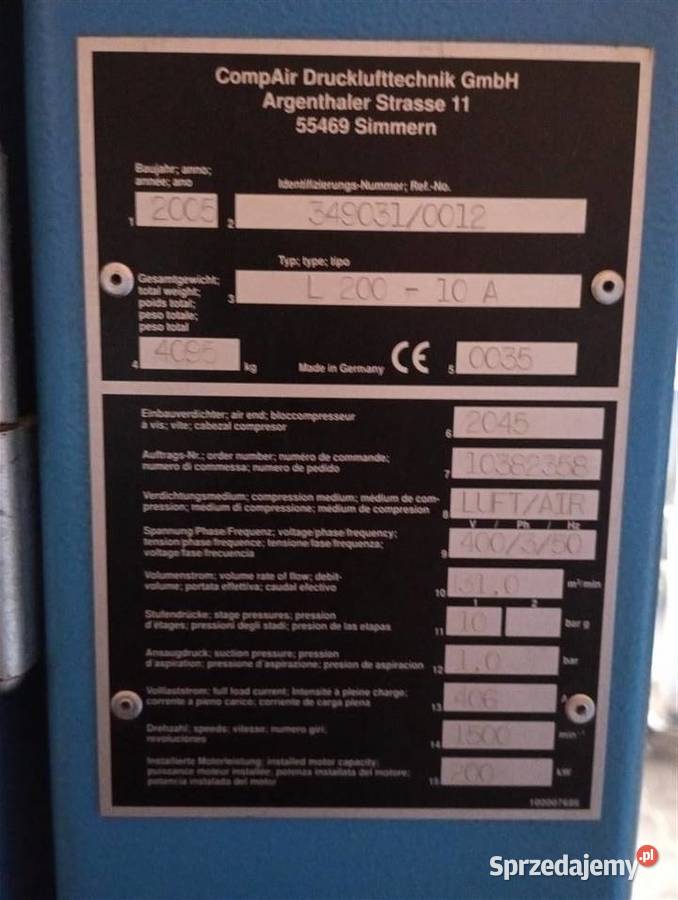 CompAir Drucklufttechnik GmbH
Argenthaler Strasse 11
55469 Simmern
Baujahr; anno;
année; ano
Identifizierungs-Nummer; Ref.-No.
1 2005 2 349031/0012
Typ; type; tipo
Gesamtgewicht;
total weight;
poids total;
peso totale;
peso total
3 L 200 - 10 A
4 4095 kg Made in Germany CE 5 0035
Einbauverdichter; air end; bloccompresseur
à vis; vite; cabezal compresor
6 2045
Auftrags-Nr.; order number; numéro de commande;
numero di commessa; numero de pedido
7 10382358
Verdichtungsmedium; compression medium; médium de com-
pression; médium di compressione; médium de compresion
8 LUFT/AIR
V / Ph / Hz
Spannung/Phase/Frequenz; voltage/phase/frequency;
tension/phase/frequence; tensione/fase/frequenza;
voltage/fase/frecuencia
9 400/3/50
Volumenstrom; volume rate of flow; debit-
volume; portata effettiva; caudal efectivo
10 31,0 m³/min
1 2
Stufendrücke; stage pressures; pression
d'étages; pressioni degli stadi; presion de las etapas
11 10 bar g
Ansaugdruck; suction pressure; pression
d'aspiration; pressione d'aspirazione; presion de aspiracion
12 1,0 bar
Vollaststrom; full load current; intensité à pleine charge;
corrente a pieno carico; corriente de carga plena
13 406 A
Drehzahl; speeds; vitesse; numero giri;
revoluciones
14 1500 min⁻¹
Installierte Motorleistung; installed motor capacity;
puissance moteur installée; potenza installata del motore;
potencia instalada del motor
15 200 kW
100007686
Sprzedajemy.pl